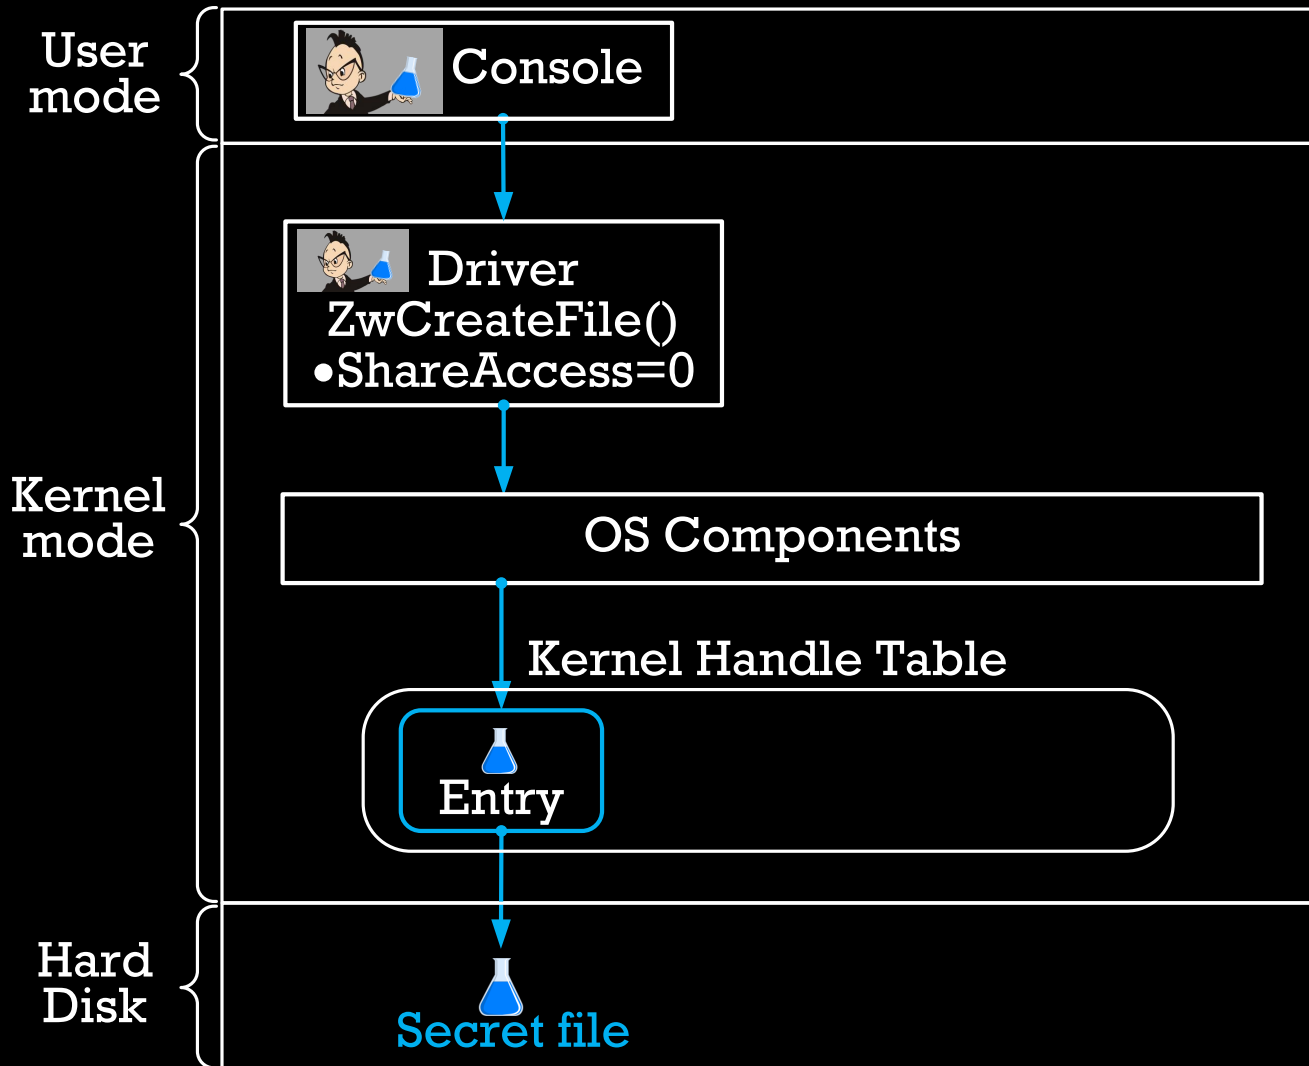 User
mode
Console
Driver
ZwCreateFile()
•ShareAccess=0
Kernel
mode
OS Components
Kernel Handle Table
Entry
Hard
Disk
Secret file